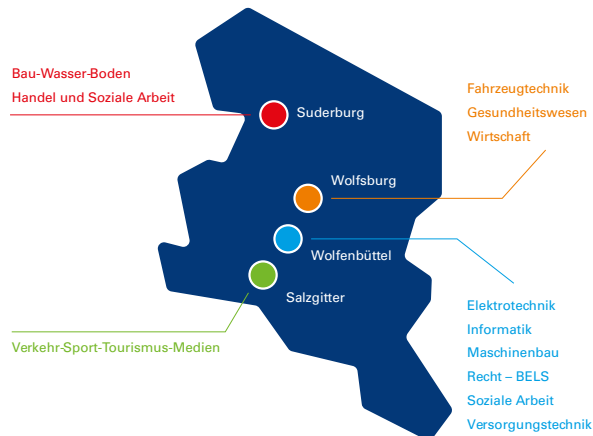 Bau-Wasser-Boden
Handel und Soziale Arbeit
Suderburg
Fahrzeugtechnik
Gesundheitswesen
Wirtschaft
Wolfsburg
Wolfenbüttel
Salzgitter
Verkehr-Sport-Tourismus-Medien
Elektrotechnik
Informatik
Maschinenbau
Recht – BELS
Soziale Arbeit
Versorgungstechnik